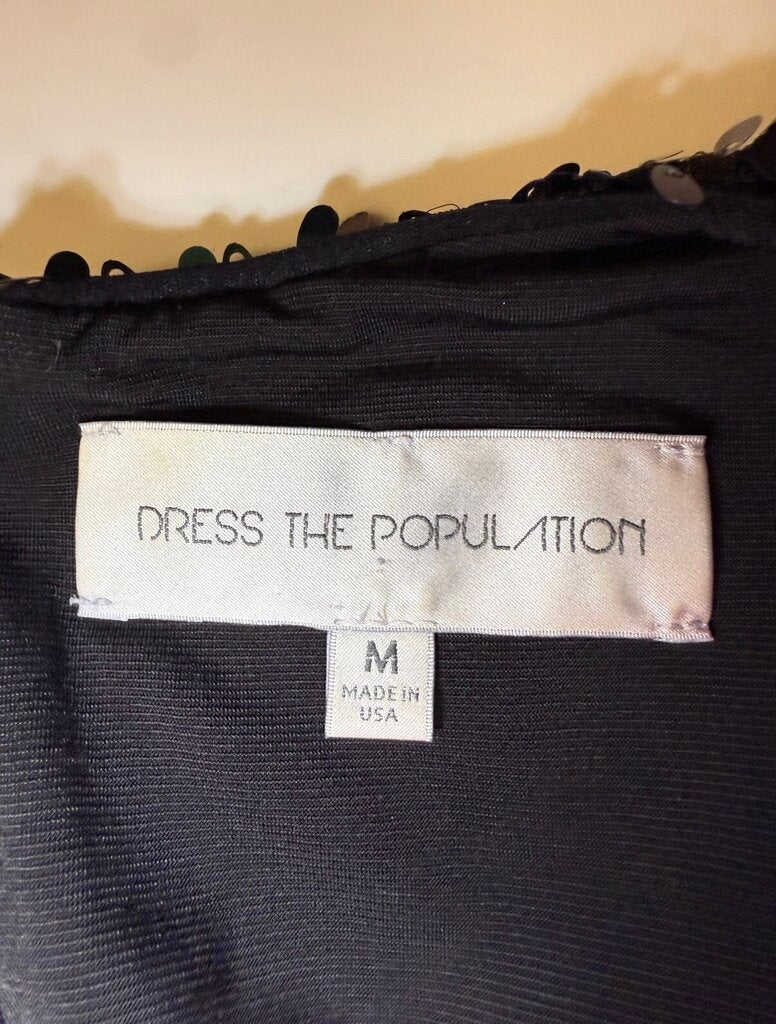 DRESS THE POPULATION
M
MADE IN
USA